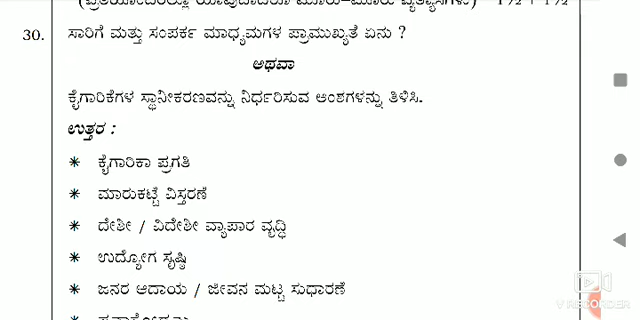 30. ಸಾರಿಗೆ ಮತ್ತು ಸಂಪರ್ಕ ಮಾಧ್ಯಮಗಳ ಪ್ರಾಮುಖ್ಯತೆ ಏನು ?
ಅಥವಾ
ಕೈಗಾರಿಕೆಗಳ ಸ್ಥಾನೀಕರಣವನ್ನು ನಿರ್ಧರಿಸುವ ಅಂಶಗಳನ್ನು ತಿಳಿಸಿ.
ಉತ್ತರ :
* ಕೈಗಾರಿಕಾ ಪ್ರಗತಿ
* ಮಾರುಕಟ್ಟೆ ವಿಸ್ತರಣೆ
* ದೇಶೀ / ವಿದೇಶೀ ವ್ಯಾಪಾರ ವೃದ್ಧಿ
* ಉದ್ಯೋಗ ಸೃಷ್ಠಿ
* ಜನರ ಆದಾಯ / ಜೀವನ ಮಟ್ಟ ಸುಧಾರಣೆ
V RECORDER